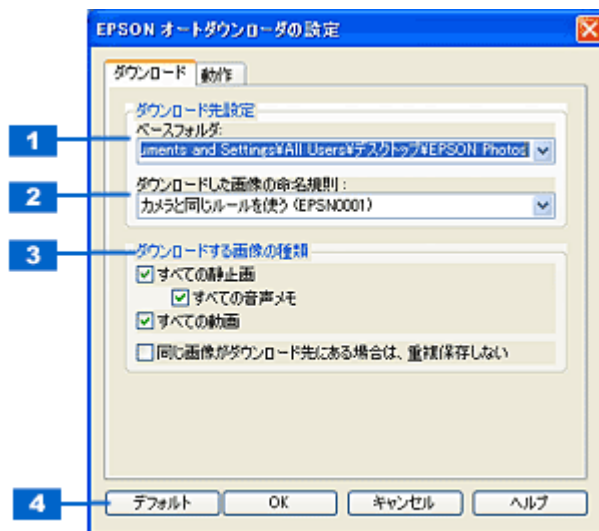 EPSON オートダウンローダの設定
ダウンロード 動作
ダウンロード先設定
1
ベースフォルダ:
uments and Settings¥All Users¥デスクトップ¥EPSON Photos
2
ダウンロードした画像の命名規則:
カメラと同じルールを使う (EPSN0001)
3
ダウンロードする画像の種類
すべての静止画
すべての音声メモ
すべての動画
同じ画像がダウンロード先にある場合は、重複保存しない
4
デフォルト OK キャンセル ヘルプ